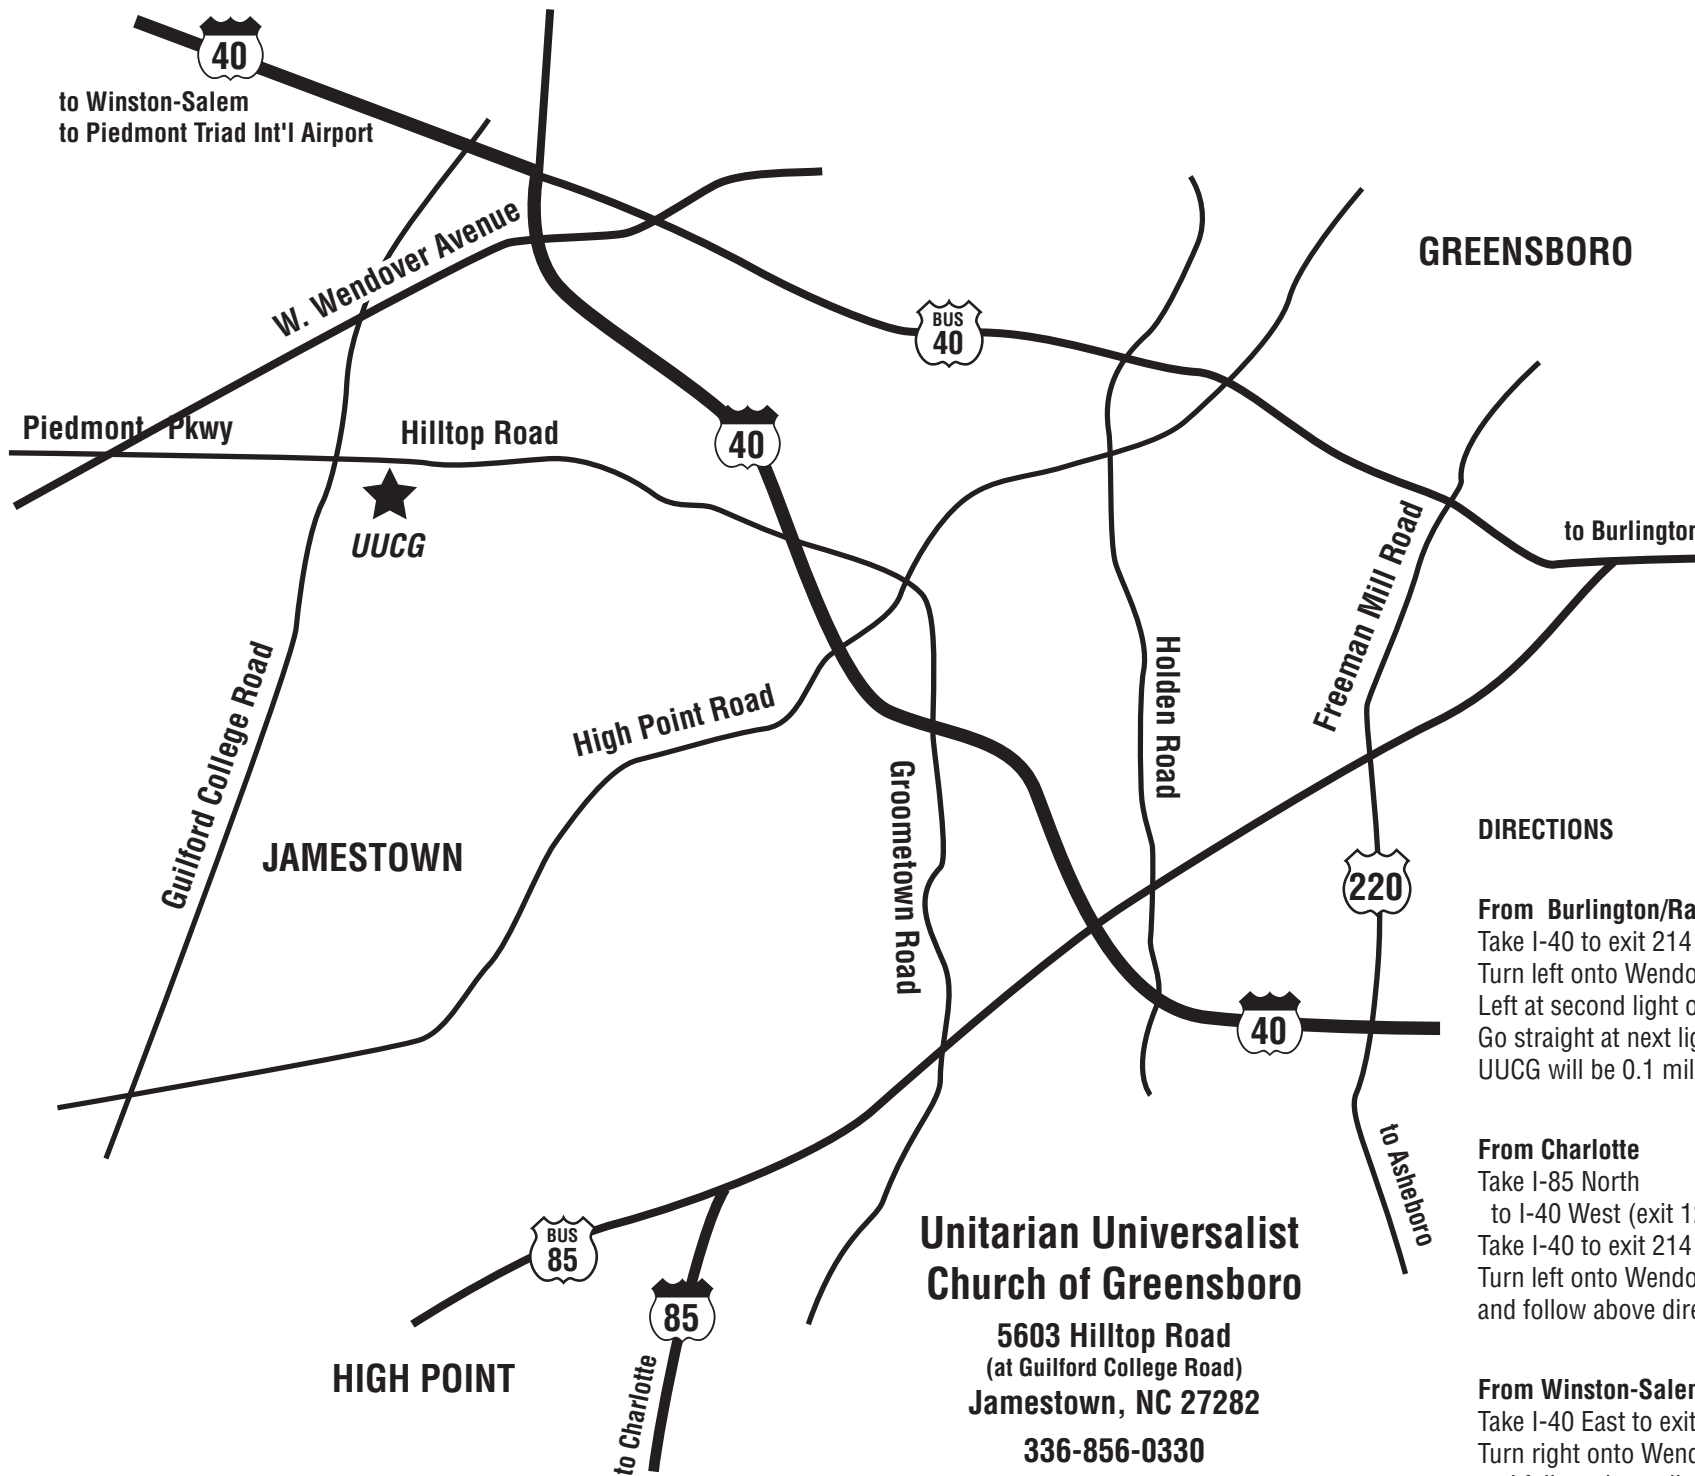 40
to Winston-Salem
to Piedmont Triad Int'l Airport
W. Wendover Avenue
GREENSBORO
BUS
40
Piedmont Pkwy
Hilltop Road
40
UUCG
to Burlington
Freeman Mill Road
Guilford College Road
High Point Road
Holden Road
Groometown Road
JAMESTOWN
220
40
to Asheboro
BUS
85
85
HIGH POINT
to Charlotte
Unitarian Universalist
Church of Greensboro
5603 Hilltop Road
(at Guilford College Road)
Jamestown, NC 27282
336-856-0330
DIRECTIONS
From Burlington/Ra
Take I-40 to exit 214
Turn left onto Wendo
Left at second light o
Go straight at next lig
UUCG will be 0.1 mil
From Charlotte
Take I-85 North
to I-40 West (exit 12
Take I-40 to exit 214
Turn left onto Wendo
and follow above dire
From Winston-Salem
Take I-40 East to exit
Turn right onto Wend